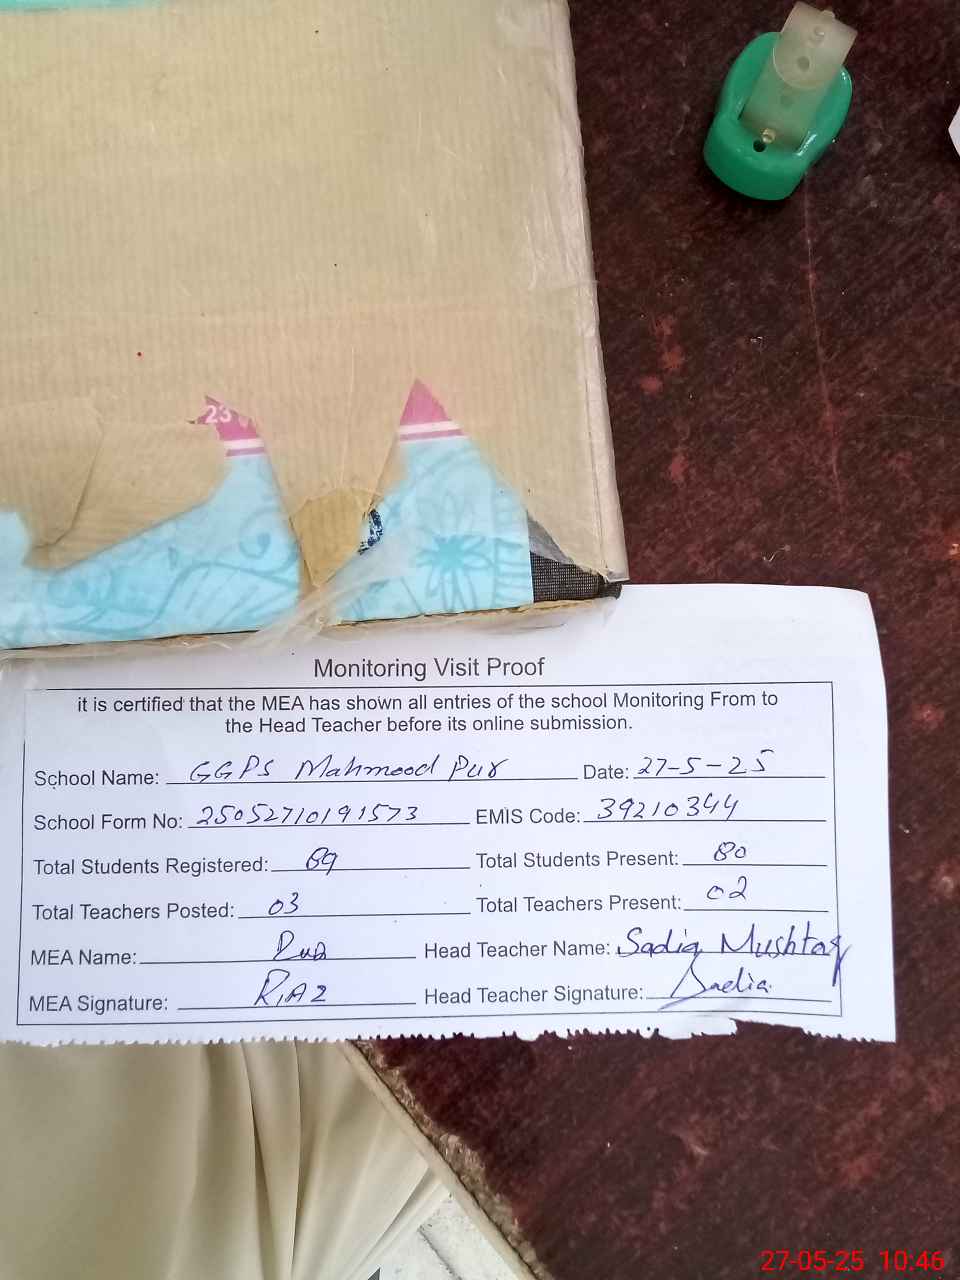 23
Monitoring Visit Proof
it is certified that the MEA has shown all entries of the school Monitoring From to
the Head Teacher before its online submission.
School Name: GGPS Mahmood Pur Date: 27-5-25
School Form No: 25052710191573 EMIS Code: 39210344
Total Students Registered: 89 Total Students Present: 80
Total Teachers Posted: 03 Total Teachers Present: 02
MEA Name: Head Teacher Name: Sadia Mushtaq
MEA Signature: RiAz Head Teacher Signature: Sadia
27-05-25 10:46